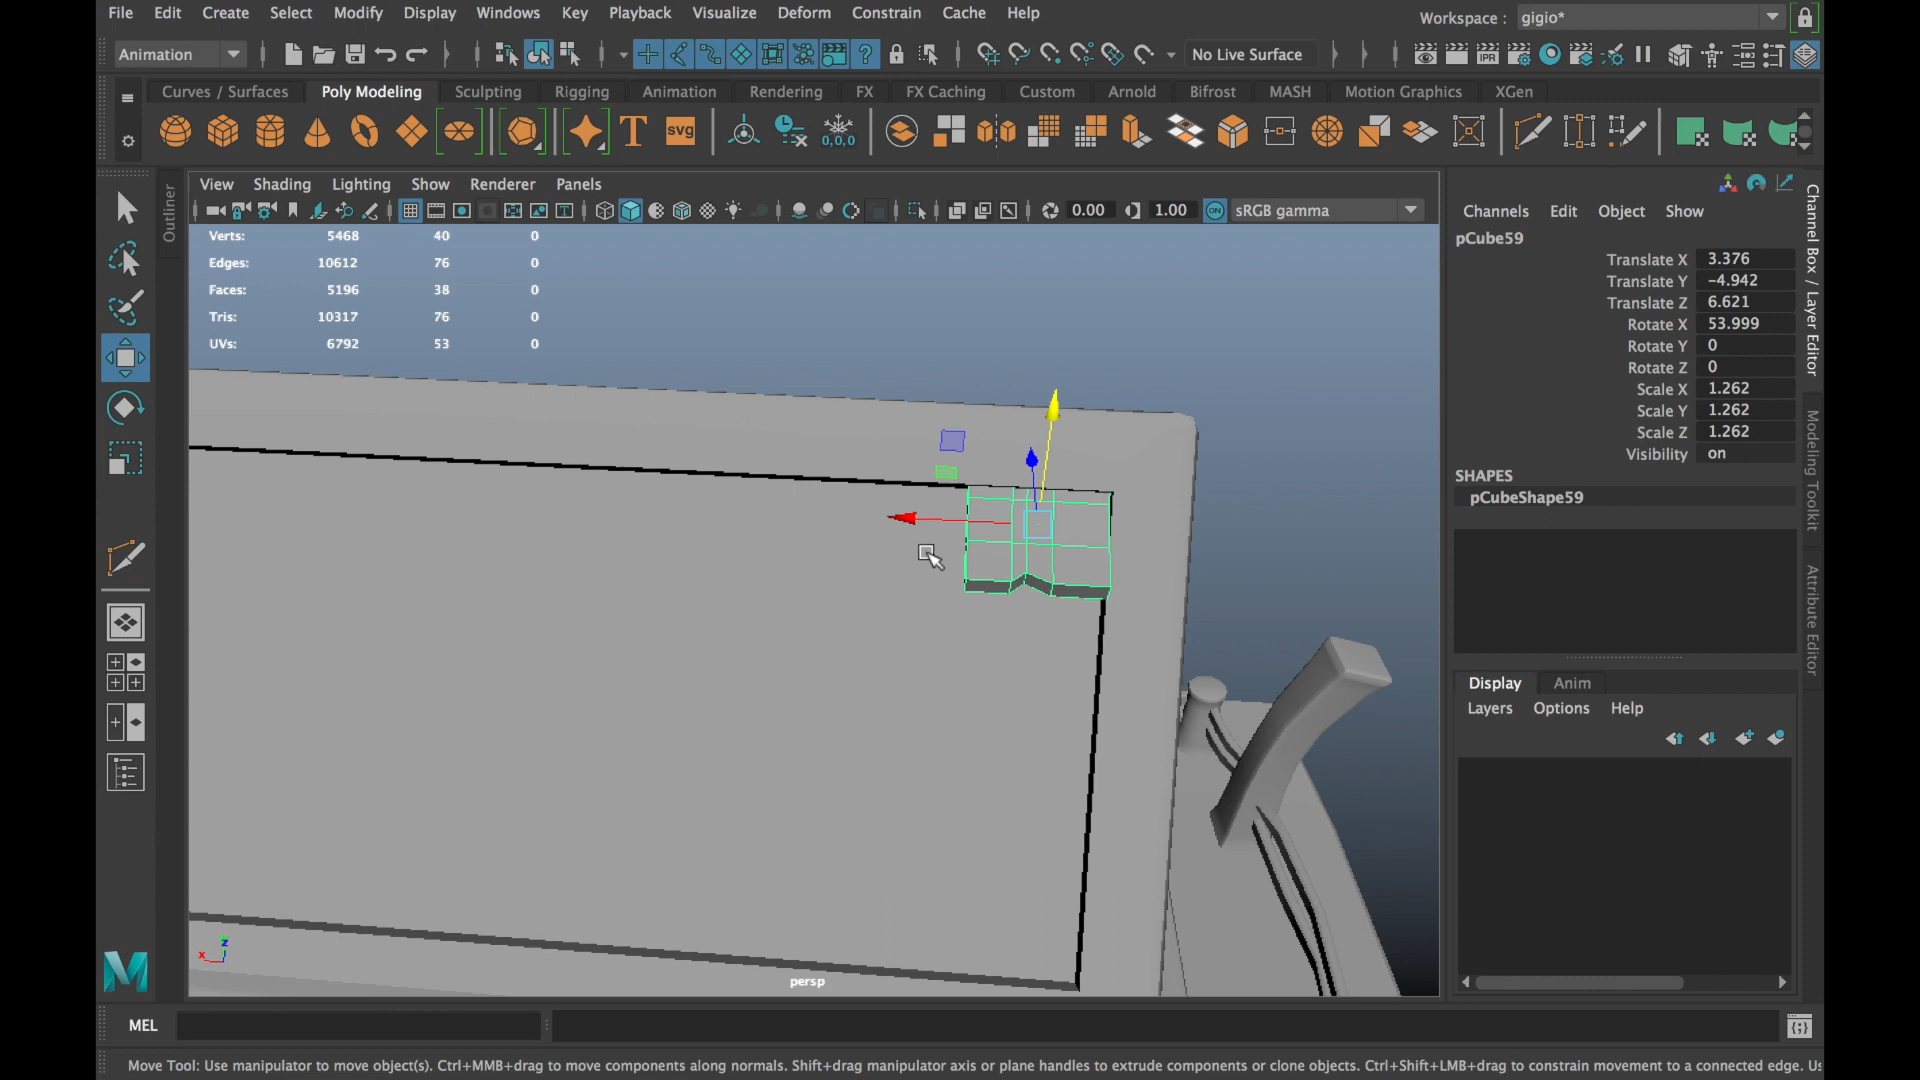 File Edit Create Select Modify Display Windows Key Playback Visualize Deform Constrain Cache Help Workspace : gigio*
Animation No Live Surface
Curves / Surfaces Poly Modeling Sculpting Rigging Animation Rendering FX FX Caching Custom Arnold Bifrost MASH Motion Graphics XGen
T svg 0,0,0
IPR
View Shading Lighting Show Renderer Panels
0.00 1.00 ON sRGB gamma
Outliner
Verts: 5468 40 0
Edges: 10612 76 0
Faces: 5196 38 0
Tris: 10317 76 0
UVs: 6792 53 0
z
x
persp
Channels Edit Object Show
pCube59
Translate X 3.376
Translate Y -4.942
Translate Z 6.621
Rotate X 53.999
Rotate Y 0
Rotate Z 0
Scale X 1.262
Scale Y 1.262
Scale Z 1.262
Visibility on
SHAPES
pCubeShape59
Display Anim
Layers Options Help
Channel Box / Layer Editor
Modeling Toolkit
Attribute Editor
MEL
Move Tool: Use manipulator to move object(s). Ctrl+MMB+drag to move components along normals. Shift+drag manipulator axis or plane handles to extrude components or clone objects. Ctrl+Shift+LMB+drag to constrain movement to a connected edge. Us